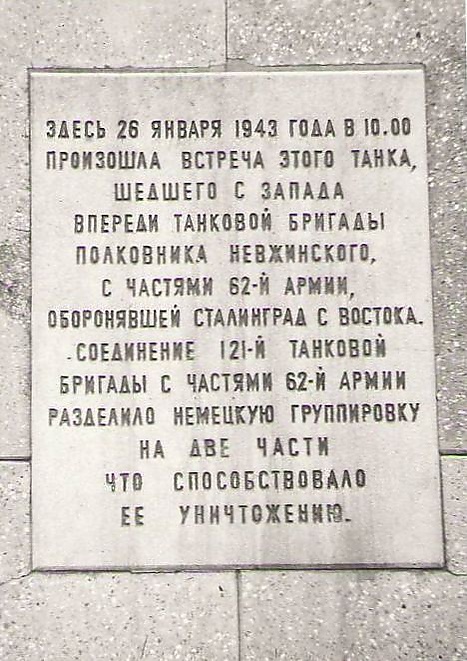 ЗДЕСЬ 26 ЯНВАРЯ 1943 ГОДА В 10.00
ПРОИЗОШЛА ВСТРЕЧА ЭТОГО ТАНКА,
ШЕДШЕГО С ЗАПАДА
ВПЕРЕДИ ТАНКОВОЙ БРИГАДЫ
ПОЛКОВНИКА НЕВЖИНСКОГО,
С ЧАСТЯМИ 62-Й АРМИИ,
ОБОРОНЯВШЕЙ СТАЛИНГРАД С ВОСТОКА.
СОЕДИНЕНИЕ 121-Й ТАНКОВОЙ
БРИГАДЫ С ЧАСТЯМИ 62-Й АРМИИ
РАЗДЕЛИЛО НЕМЕЦКУЮ ГРУППИРОВКУ
НА ДВЕ ЧАСТИ
ЧТО СПОСОБСТВОВАЛО
ЕЕ УНИЧТОЖЕНИЮ.